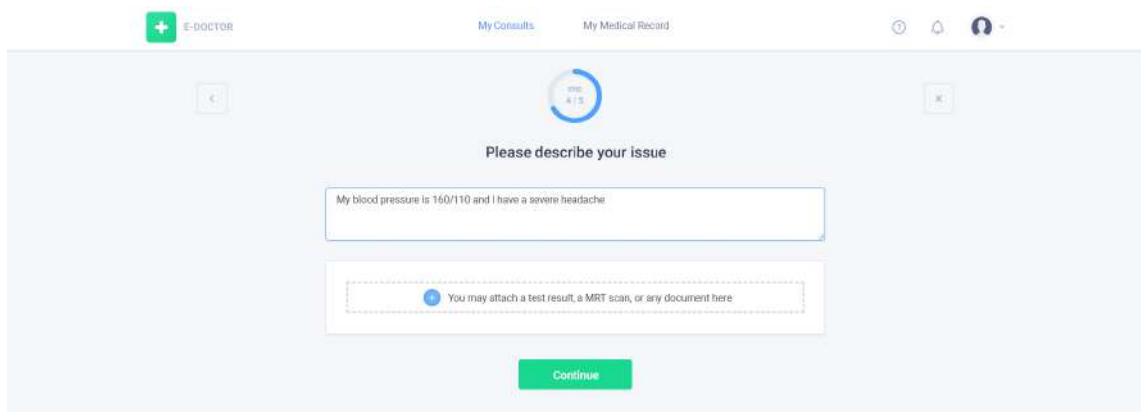 E-DOCTOR
My Consults
My Medical Record
4 / 5
Please describe your issue
My blood pressure is 160/110 and I have a severe headache
You may attach a test result, a MRT scan, or any document here
Continue